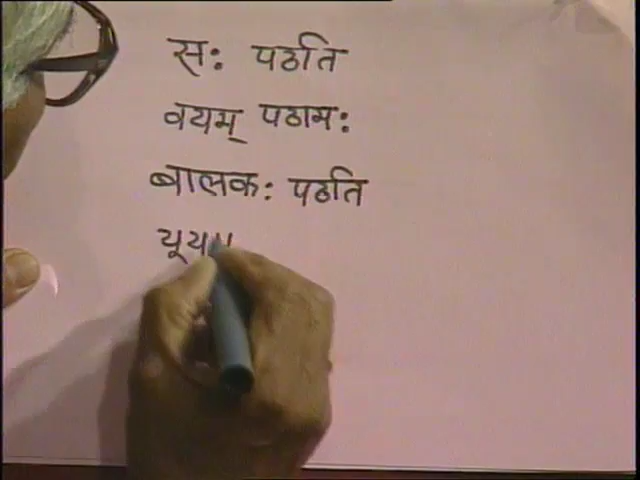 सः पठति
वयम् पठामः
बालकः पठति